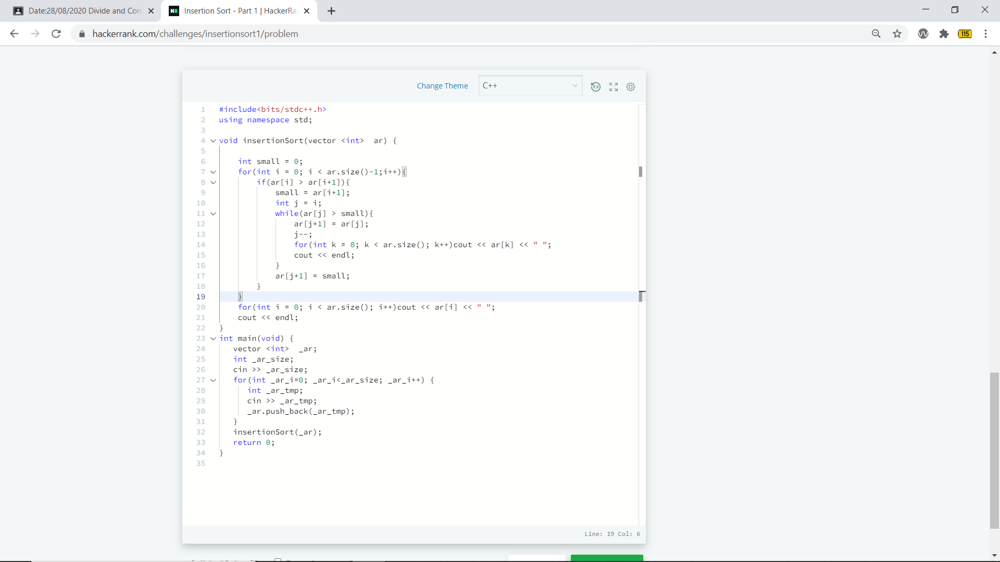 Date:28/08/2020 Divide and Con
Insertion Sort - Part 1 | HackerRa
hackerrank.com/challenges/insertionsort1/problem
115
Change Theme
C++
1 #include<bits/stdc++.h>
2 using namespace std;
3
4 void insertionSort(vector <int>  ar) {
5
6     int small = 0;
7     for(int i = 0; i < ar.size()-1;i++){
8         if(ar[i] > ar[i+1]){
9             small = ar[i+1];
10             int j = i;
11             while(ar[j] > small){
12                 ar[j+1] = ar[j];
13                 j--;
14                 for(int k = 0; k < ar.size(); k++)cout << ar[k] << " ";
15                 cout << endl;
16             }
17             ar[j+1] = small;
18         }
19     }
20     for(int i = 0; i < ar.size(); i++)cout << ar[i] << " ";
21     cout << endl;
22 }
23 int main(void) {
24    vector <int>  _ar;
25    int _ar_size;
26    cin >> _ar_size;
27    for(int _ar_i=0; _ar_i<_ar_size; _ar_i++) {
28       int _ar_tmp;
29       cin >> _ar_tmp;
30       _ar.push_back(_ar_tmp);
31    }
32    insertionSort(_ar);
33    return 0;
34 }
35
Line: 19 Col: 6